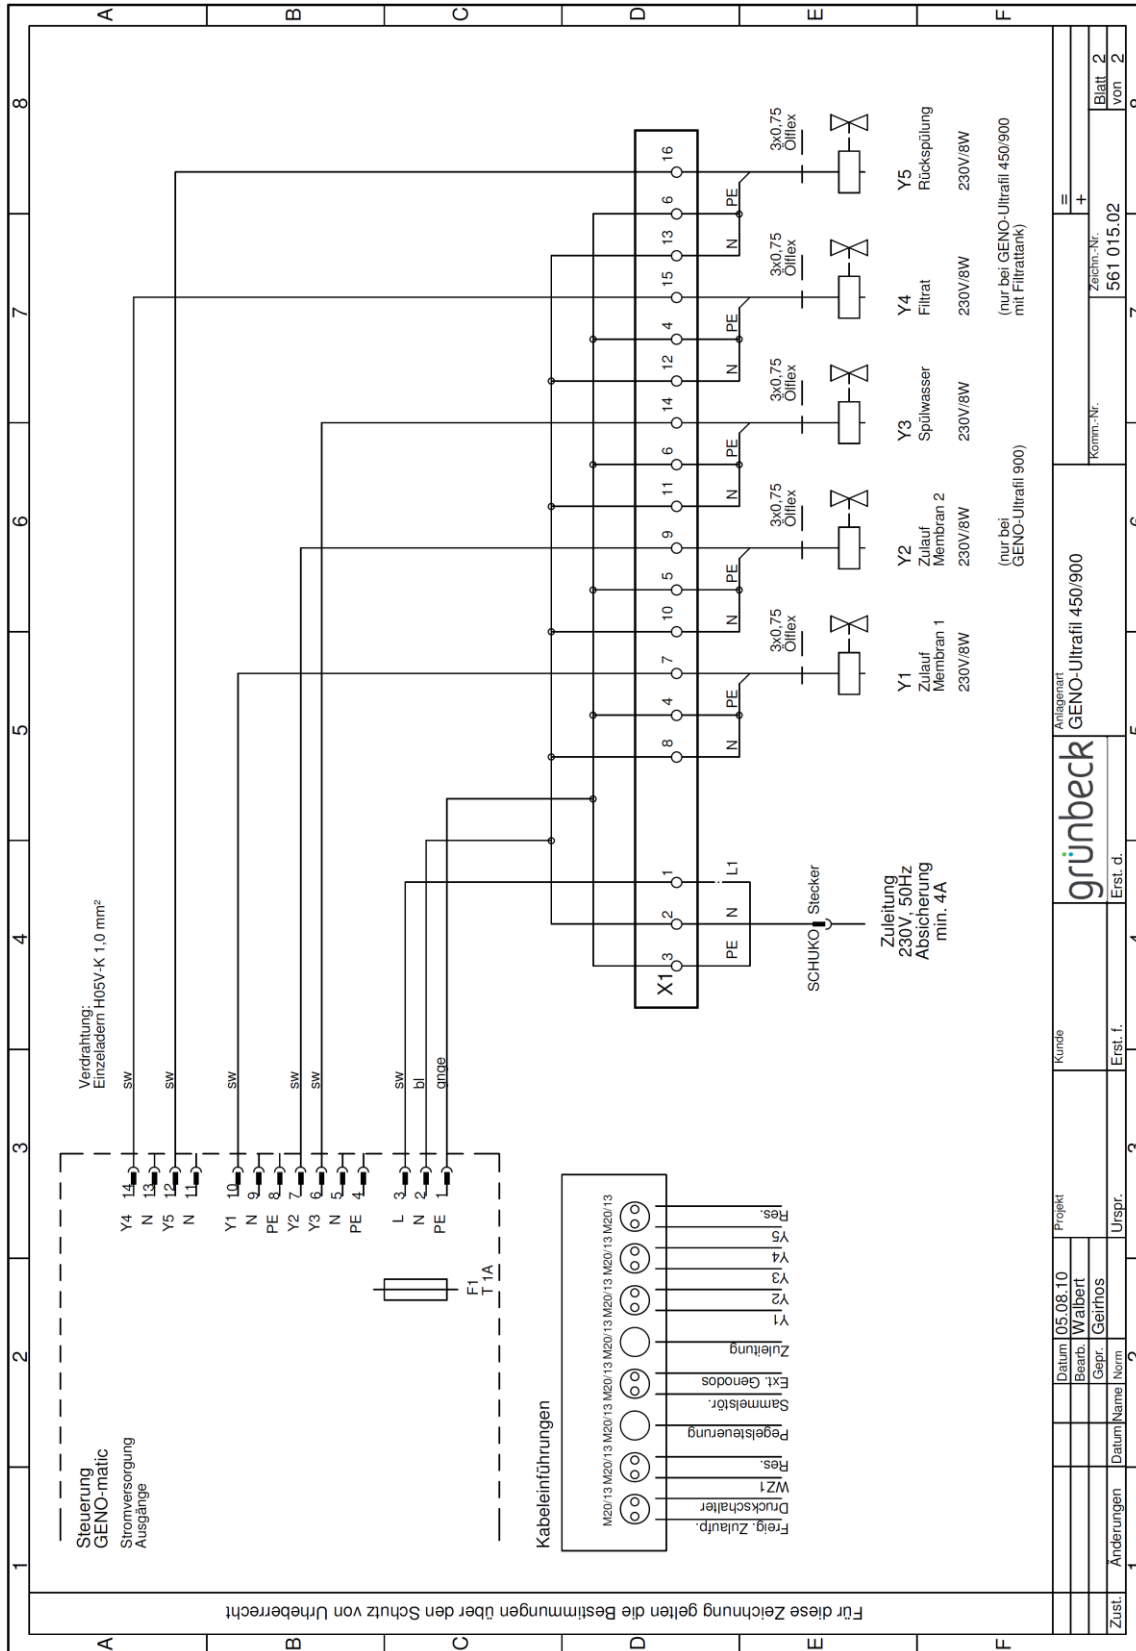 1 2 3 4 5 6 7 8
A
B
C
D
E
F
Für diese Zeichnung gelten die Bestimmungen über den Schutz von Urheberrecht
Steuerung
GENO-matic
Stromversorgung
Ausgänge
Verdrahtung:
Einzeladern H05V-K 1,0 mm²
Y4 14 sw
N 13
Y5 12 sw
N 11
Y1 10 sw
N 9
PE 8
Y2 7 sw
Y3 6 sw
N 5
PE 4
L 3 sw
N 2 bl
PE 1 gnge
F1
T 1A
Kabeleinführungen
M20/13 M20/13 M20/13 M20/13 M20/13 M20/13 M20/13 M20/13
Freig. Zulaufp.
Druckschalter
WZ1
Res.
Pegelsteuerung
Sammelstör.
Ext. Genodos
Zuleitung
Y1
Y2
Y3
Y4
Y5
Res.
X1 3 2 1 8 4 7 10 5 9 11 6 14 12 4 15 13 6 16
PE N L1 N PE N PE N PE N PE N PE
SCHUKO Stecker
Zuleitung
230V, 50Hz
Absicherung
min. 4A
3x0,75
Ölflex
3x0,75
Ölflex
3x0,75
Ölflex
3x0,75
Ölflex
3x0,75
Ölflex
Y1
Zulauf
Membran 1
230V/8W
Y2
Zulauf
Membran 2
230V/8W
(nur bei
GENO-Ultrafil 900)
Y3
Spülwasser
230V/8W
Y4
Filtrat
230V/8W
(nur bei GENO-Ultrafil 450/900
mit Filtrattank)
Y5
Rückspülung
230V/8W
Zust. Änderungen Datum Name Norm
Datum 05.08.10
Bearb. Walbert
Gepr. Geirhos
Projekt
Urspr.
Kunde
Erst. f.
grünbeck
Erst. d.
Anlagenart
GENO-Ultrafil 450/900
Komm.-Nr.
Zeichn.-Nr.
561 015.02
=
+
Blatt 2
von 2
A
B
C
D
E
F
1 2 3 4 5 6 7 8